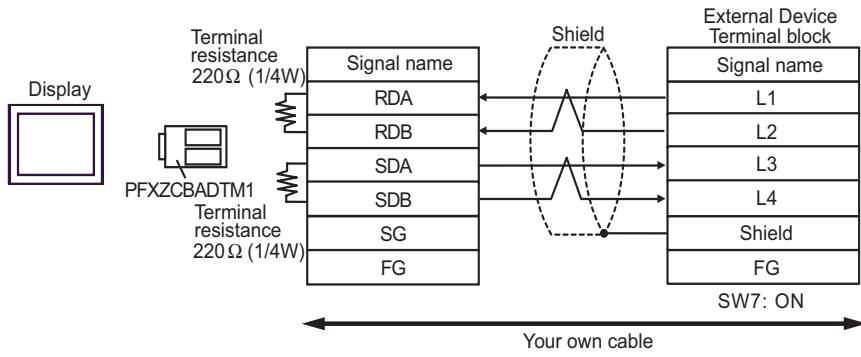 External Device
Terminal block
Shield
Terminal
resistance
220Ω (1/4W)
Signal name
Signal name
Display
RDA
L1
RDB
L2
SDA
L3
PFXZCBADTM1
SDB
L4
Terminal
resistance
220Ω (1/4W)
SG
Shield
FG
FG
SW7: ON
Your own cable